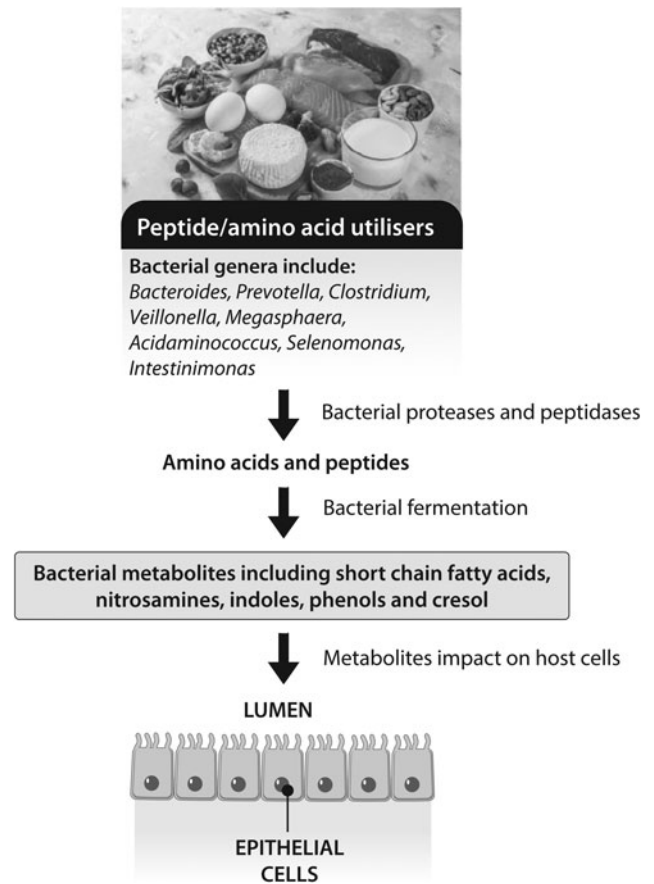 Peptide/amino acid utilisers
Bacterial genera include:
Bacteroides, Prevotella, Clostridium,
Veillonella, Megasphaera,
Acidaminococcus, Selenomonas,
Intestinimonas
Bacterial proteases and peptidases
Amino acids and peptides
Bacterial fermentation
Bacterial metabolites including short chain fatty acids,
nitrosamines, indoles, phenols and cresol
Metabolites impact on host cells
LUMEN
EPITHELIAL
CELLS